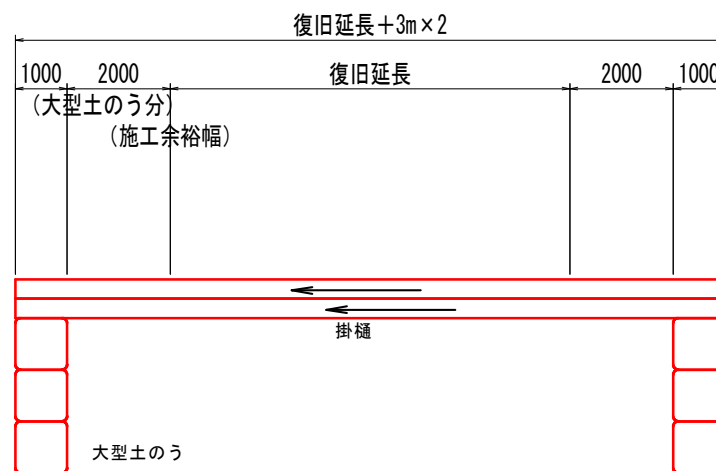 復旧延長+3m×2
1000 2000 復旧延長 2000 1000
(大型土のう分)
(施工余裕幅)
掛樋
大型土のう